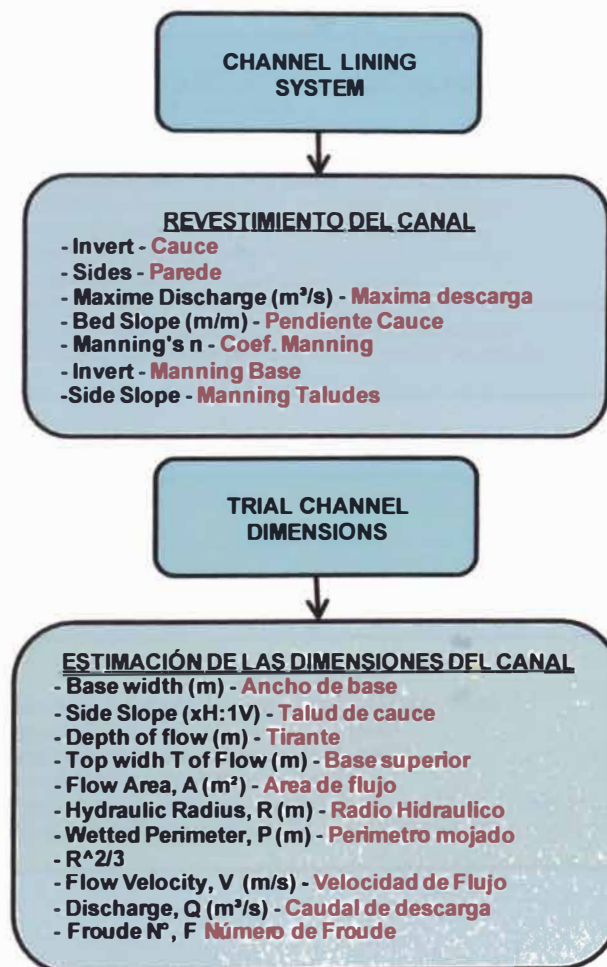 CHANNEL LINING
SYSTEM
REVESTIMIENTO DEL CANAL
- Invert - Cauce
- Sides - Parede
- Maxime Discharge (m³/s) - Maxima descarga
- Bed Slope (m/m) - Pendiente Cauce
- Manning's n - Coef. Manning
- Invert - Manning Base
-Side Slope - Manning Taludes
TRIAL CHANNEL
DIMENSIONS
ESTIMACIÓN DE LAS DIMENSIONES DEL CANAL
- Base width (m) - Ancho de base
- Side Slope (xH:1V) - Talud de cauce
- Depth of flow (m) - Tirante
- Top widh T of Flow (m) - Base superior
- Flow Area, A (m²) - Area de flujo
- Hydraulic Radius, R (m) - Radio Hidraulico
- Wetted Perimeter, P (m) - Perimetro mojado
- R^2/3
- Flow Velocity, V (m/s) - Velocidad de Flujo
- Discharge, Q (m³/s) - Caudal de descarga
- Froude Nº, F Número de Froude